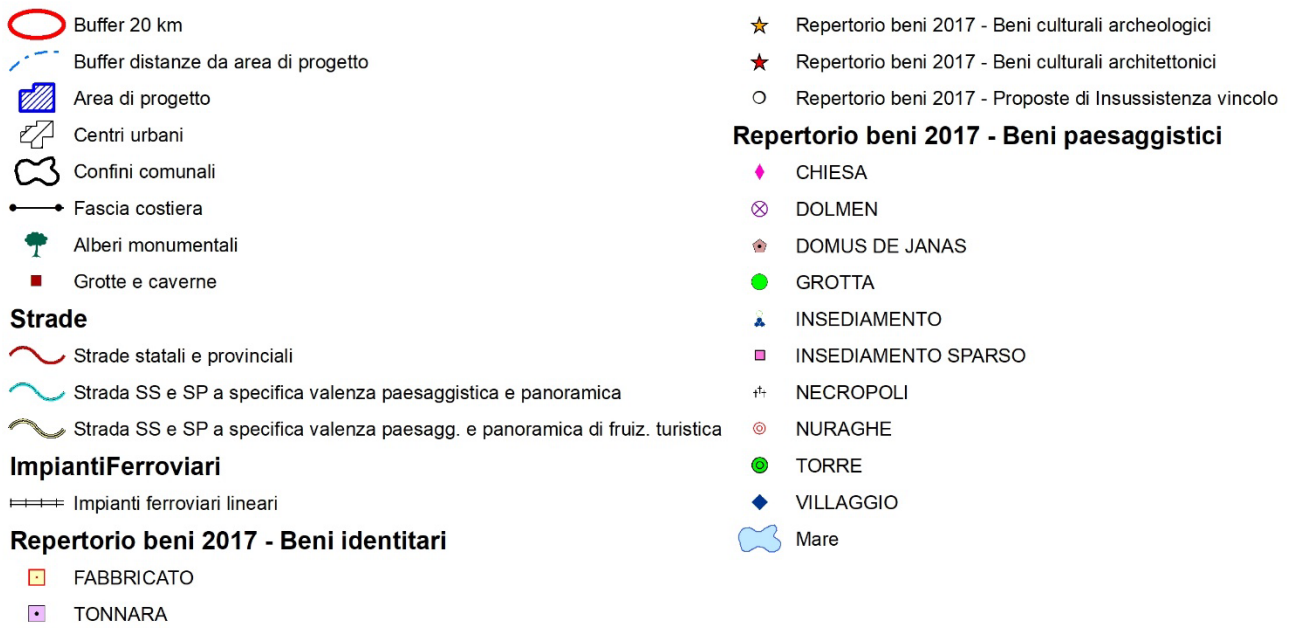 Buffer 20 km
Buffer distanze da area di progetto
Area di progetto
Centri urbani
Confini comunali
Fascia costiera
Alberi monumentali
Grotte e caverne
Strade
Strade statali e provinciali
Strada SS e SP a specifica valenza paesaggistica e panoramica
Strada SS e SP a specifica valenza paesagg. e panoramica di fruiz. turistica
ImpiantiFerroviari
Impianti ferroviari lineari
Repertorio beni 2017 - Beni identitari
FABBRICATO
TONNARA
Repertorio beni 2017 - Beni culturali archeologici
Repertorio beni 2017 - Beni culturali architettonici
Repertorio beni 2017 - Proposte di Insussistenza vincolo
Repertorio beni 2017 - Beni paesaggistici
CHIESA
DOLMEN
DOMUS DE JANAS
GROTTA
INSEDIAMENTO
INSEDIAMENTO SPARSO
NECROPOLI
NURAGHE
TORRE
VILLAGGIO
Mare